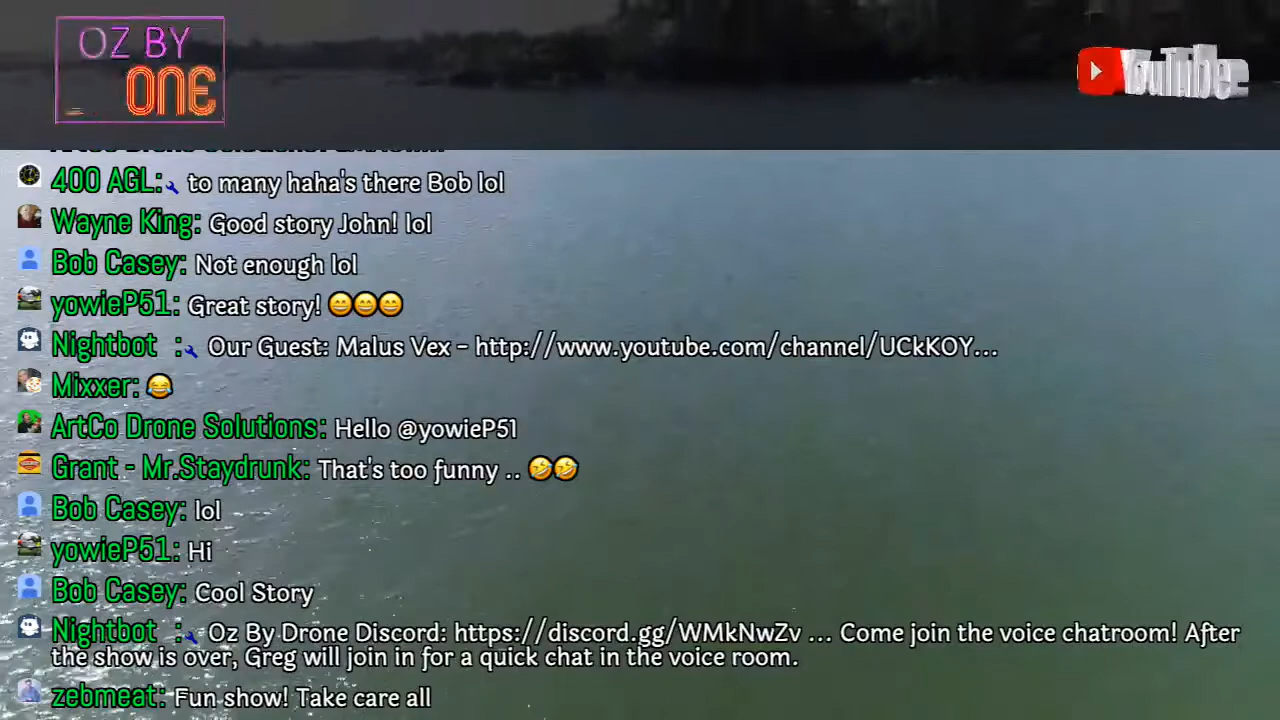 OZ BY
ONE
YouTube
400 AGL: to many haha's there Bob lol
Wayne King: Good story John! lol
Bob Casey: Not enough lol
yowieP51: Great story! 😄😄😄
Nightbot : Our Guest: Malus Vex - http://www.youtube.com/channel/UCkKOY...
Mixxer: 😂
ArtCo Drone Solutions: Hello @yowieP51
Grant - Mr.Staydrunk: That's too funny .. 🤣🤣
Bob Casey: lol
yowieP51: Hi
Bob Casey: Cool Story
Nightbot : Oz By Drone Discord: https://discord.gg/WMkNwZv ... Come join the voice chatroom! After
the show is over, Greg will join in for a quick chat in the voice room.
zebmeat: Fun show! Take care all